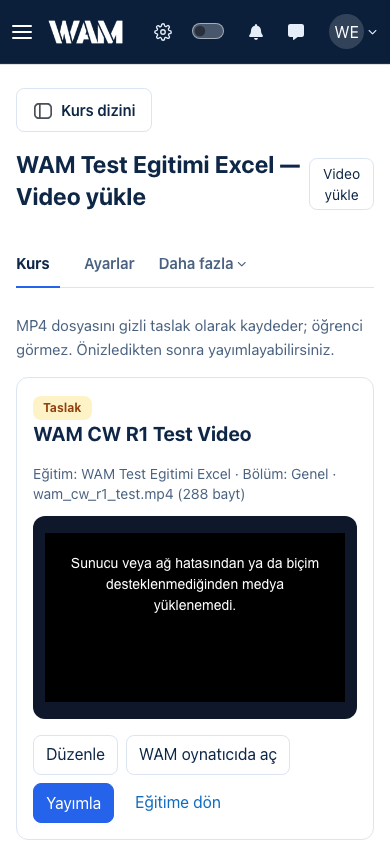 WAM
WE
Kurs dizini
WAM Test Egitimi Excel —
Video yükle
Video
yükle
Kurs
Ayarlar
Daha fazla
MP4 dosyasını gizli taslak olarak kaydeder; öğrenci
görmez. Önizledikten sonra yayımlayabilirsiniz.
Taslak
WAM CW R1 Test Video
Eğitim: WAM Test Egitimi Excel · Bölüm: Genel ·
wam_cw_r1_test.mp4 (288 bayt)
Sunucu veya ağ hatasından ya da biçim
desteklenmediğinden medya
yüklenemedi.
Düzenle
WAM oynatıcıda aç
Yayımla
Eğitime dön